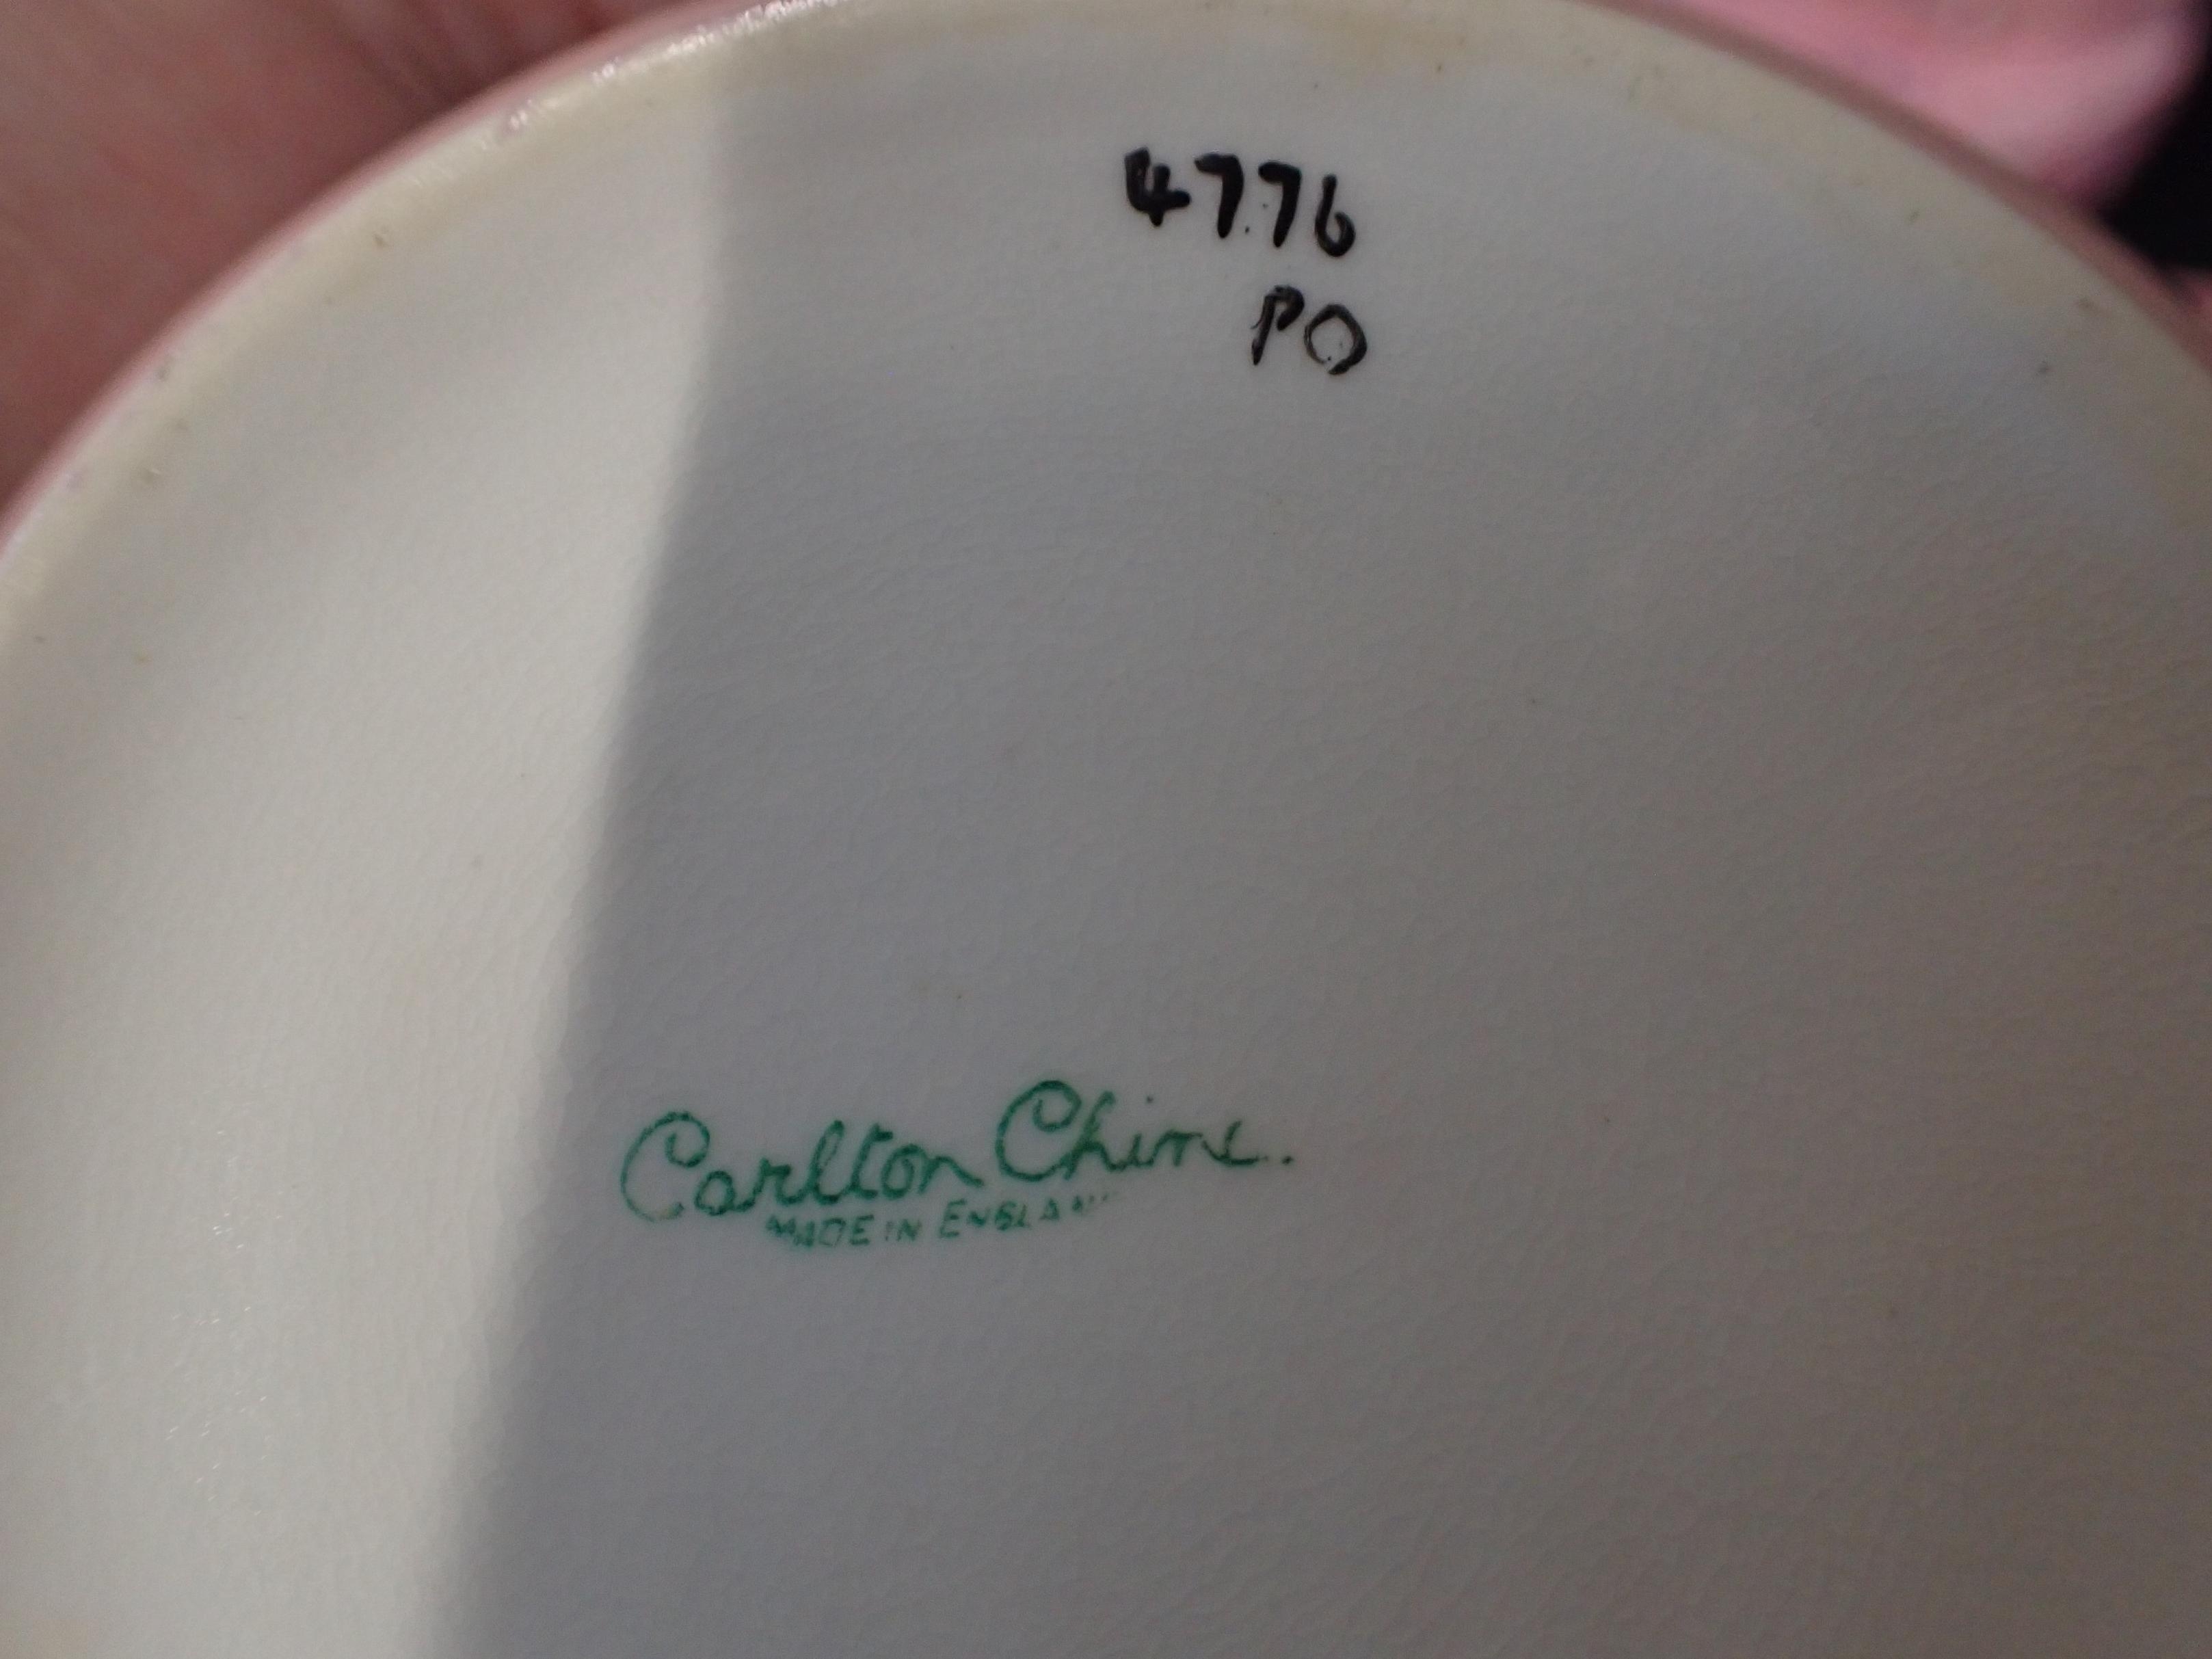 4776
PO
Carlton China.
MADE IN ENGLAND